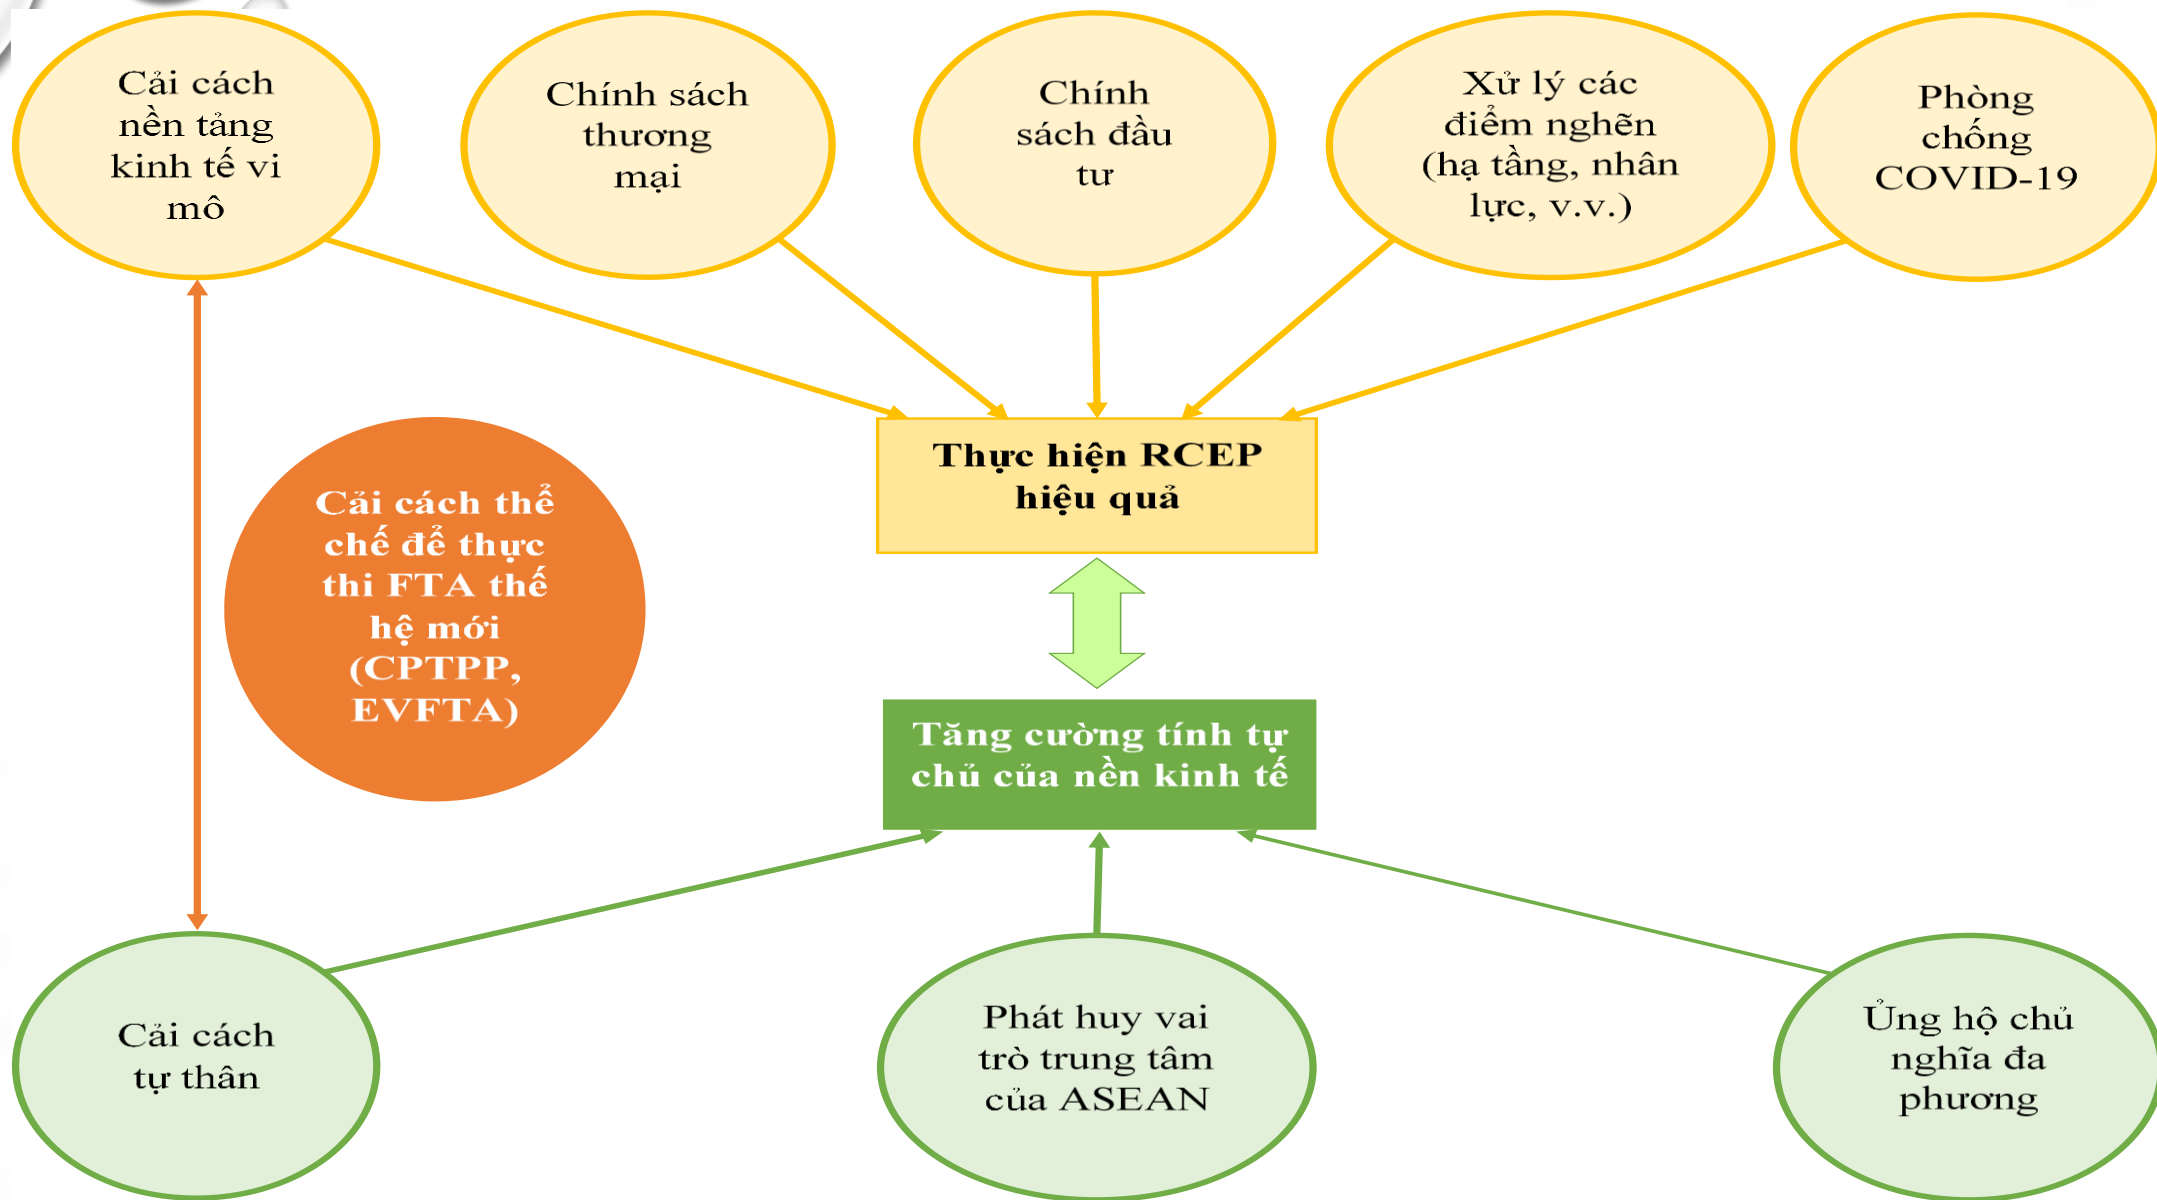 Cải cách
nền tảng
kinh tế vi
mô
Chính sách
thương
mại
Chính
sách đầu
tư
Xử lý các
điểm nghẽn
(hạ tầng, nhân
lực, v.v.)
Phòng
chống
COVID-19
Thực hiện RCEP
hiệu quả
Cải cách thể
chế để thực
thi FTA thế
hệ mới
(CPTPP,
EVFTA)
Tăng cường tính tự
chủ của nền kinh tế
Cải cách
tự thân
Phát huy vai
trò trung tâm
của ASEAN
Ủng hộ chủ
nghĩa đa
phương